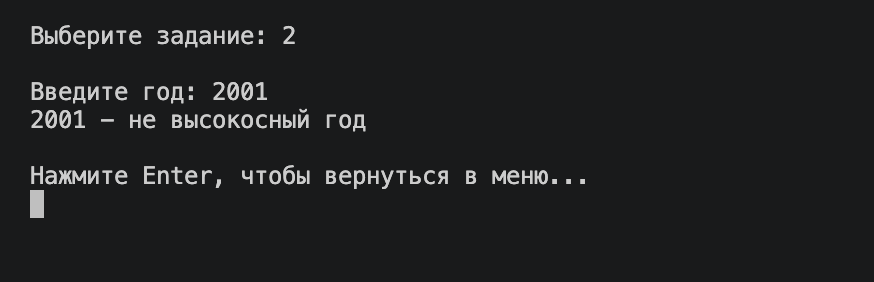 Выберите задание: 2
Введите год: 2001
2001 - не высокосный год
Нажмите Enter, чтобы вернуться в меню...